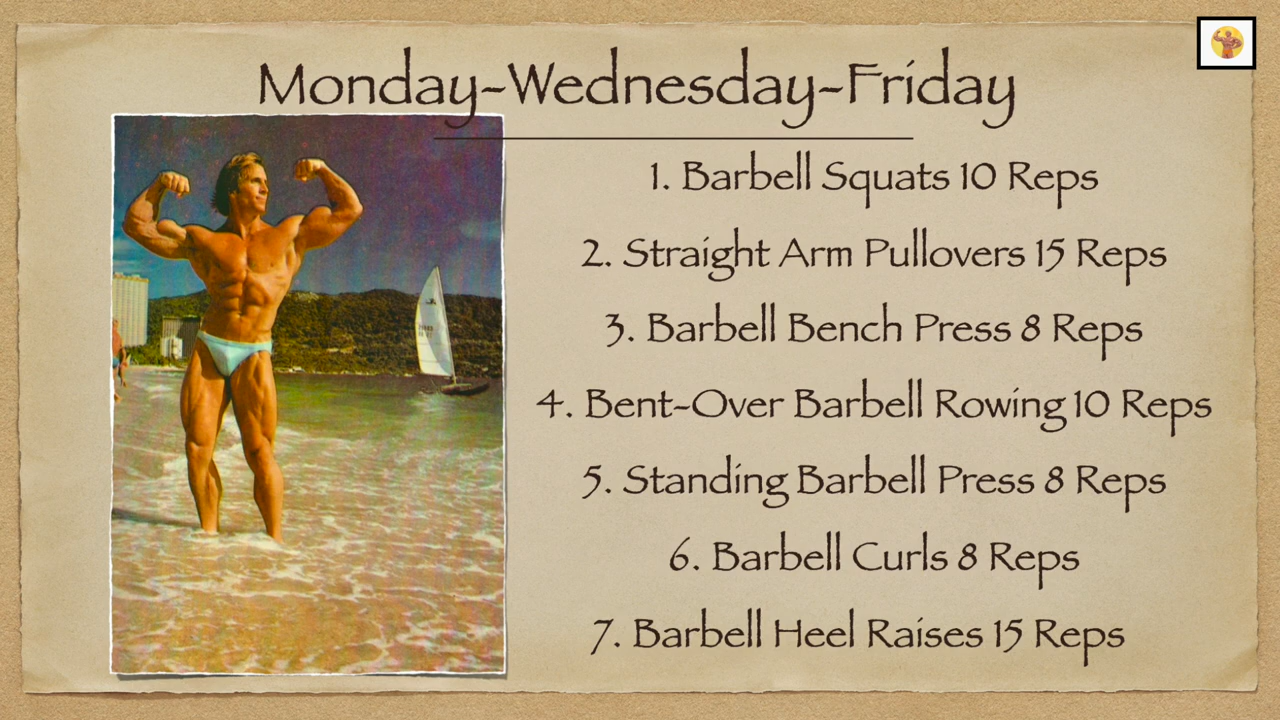 Monday-Wednesday-Friday
1. Barbell Squats 10 Reps
2. Straight Arm Pullovers 15 Reps
3. Barbell Bench Press 8 Reps
4. Bent-Over Barbell Rowing 10 Reps
5. Standing Barbell Press 8 Reps
6. Barbell Curls 8 Reps
7. Barbell Heel Raises 15 Reps